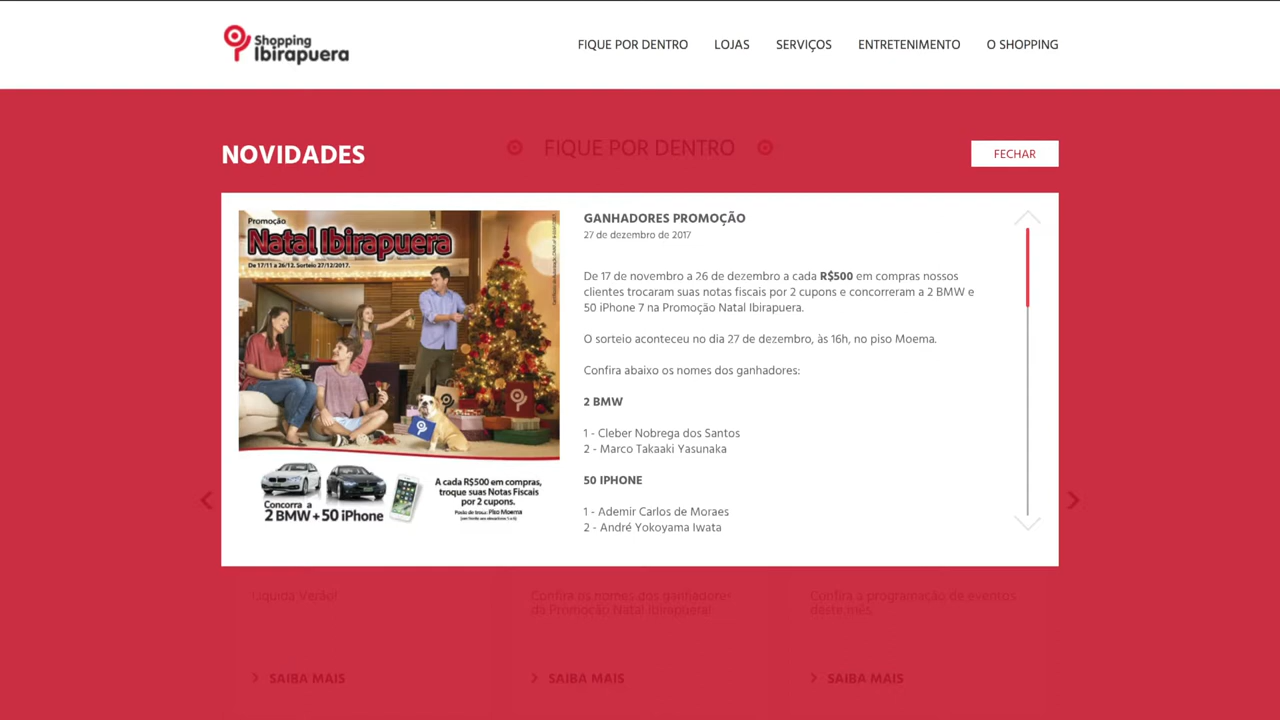 Shopping
Ibirapuera
FIQUE POR DENTRO
LOJAS
SERVIÇOS
ENTRETENIMENTO
O SHOPPING
NOVIDADES
FIQUE POR DENTRO
FECHAR
Promoção
Natal Ibirapuera
De 17/11 a 26/12. Sorteio 27/12/2017.
Concorra a
2 BMW + 50 iPhone
A cada R$500 em compras,
troque suas Notas Fiscais
por 2 cupons.
Posto de troca: Piso Moema
GANHADORES PROMOÇÃO
27 de dezembro de 2017
De 17 de novembro a 26 de dezembro a cada R$500 em compras nossos
clientes trocaram suas notas fiscais por 2 cupons e concorreram a 2 BMW e
50 iPhone 7 na Promoção Natal Ibirapuera.
O sorteio aconteceu no dia 27 de dezembro, às 16h, no piso Moema.
Confira abaixo os nomes dos ganhadores:
2 BMW
1 - Cleber Nobrega dos Santos
2 - Marco Takaaki Yasunaka
50 IPHONE
1 - Ademir Carlos de Moraes
2 - André Yokoyama Iwata
Liquida Verão!
Confira os nomes dos ganhadores
da Promoção Natal Ibirapuera!
Confira a programação de eventos
deste mês.
SAIBA MAIS
SAIBA MAIS
SAIBA MAIS